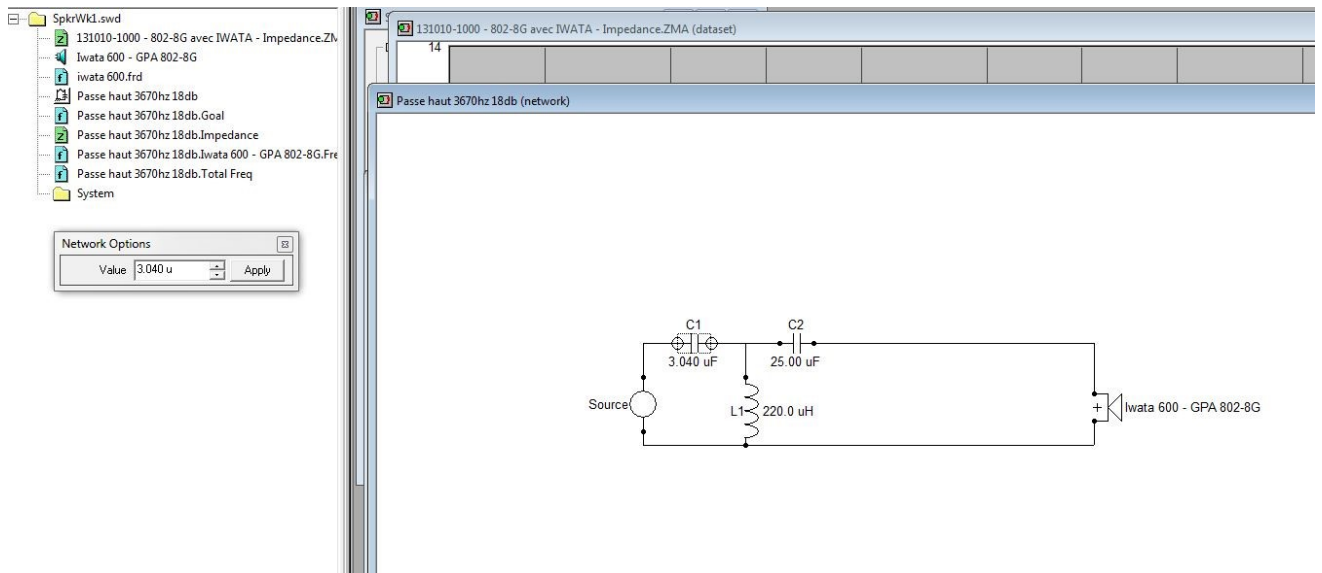 SpkrWk1.swd
131010-1000 - 802-8G avec IWATA - Impedance.ZM
Iwata 600 - GPA 802-8G
iwata 600.frd
Passe haut 3670hz 18db
Passe haut 3670hz 18db.Goal
Passe haut 3670hz 18db.Impedance
Passe haut 3670hz 18db.Iwata 600 - GPA 802-8G.Fre
Passe haut 3670hz 18db.Total Freq
System
Network Options
Value 3.040 u Apply
131010-1000 - 802-8G avec IWATA - Impedance.ZMA (dataset)
14
Passe haut 3670hz 18db (network)
C1 C2
3.040 uF 25.00 uF
Source L1 220.0 uH Iwata 600 - GPA 802-8G